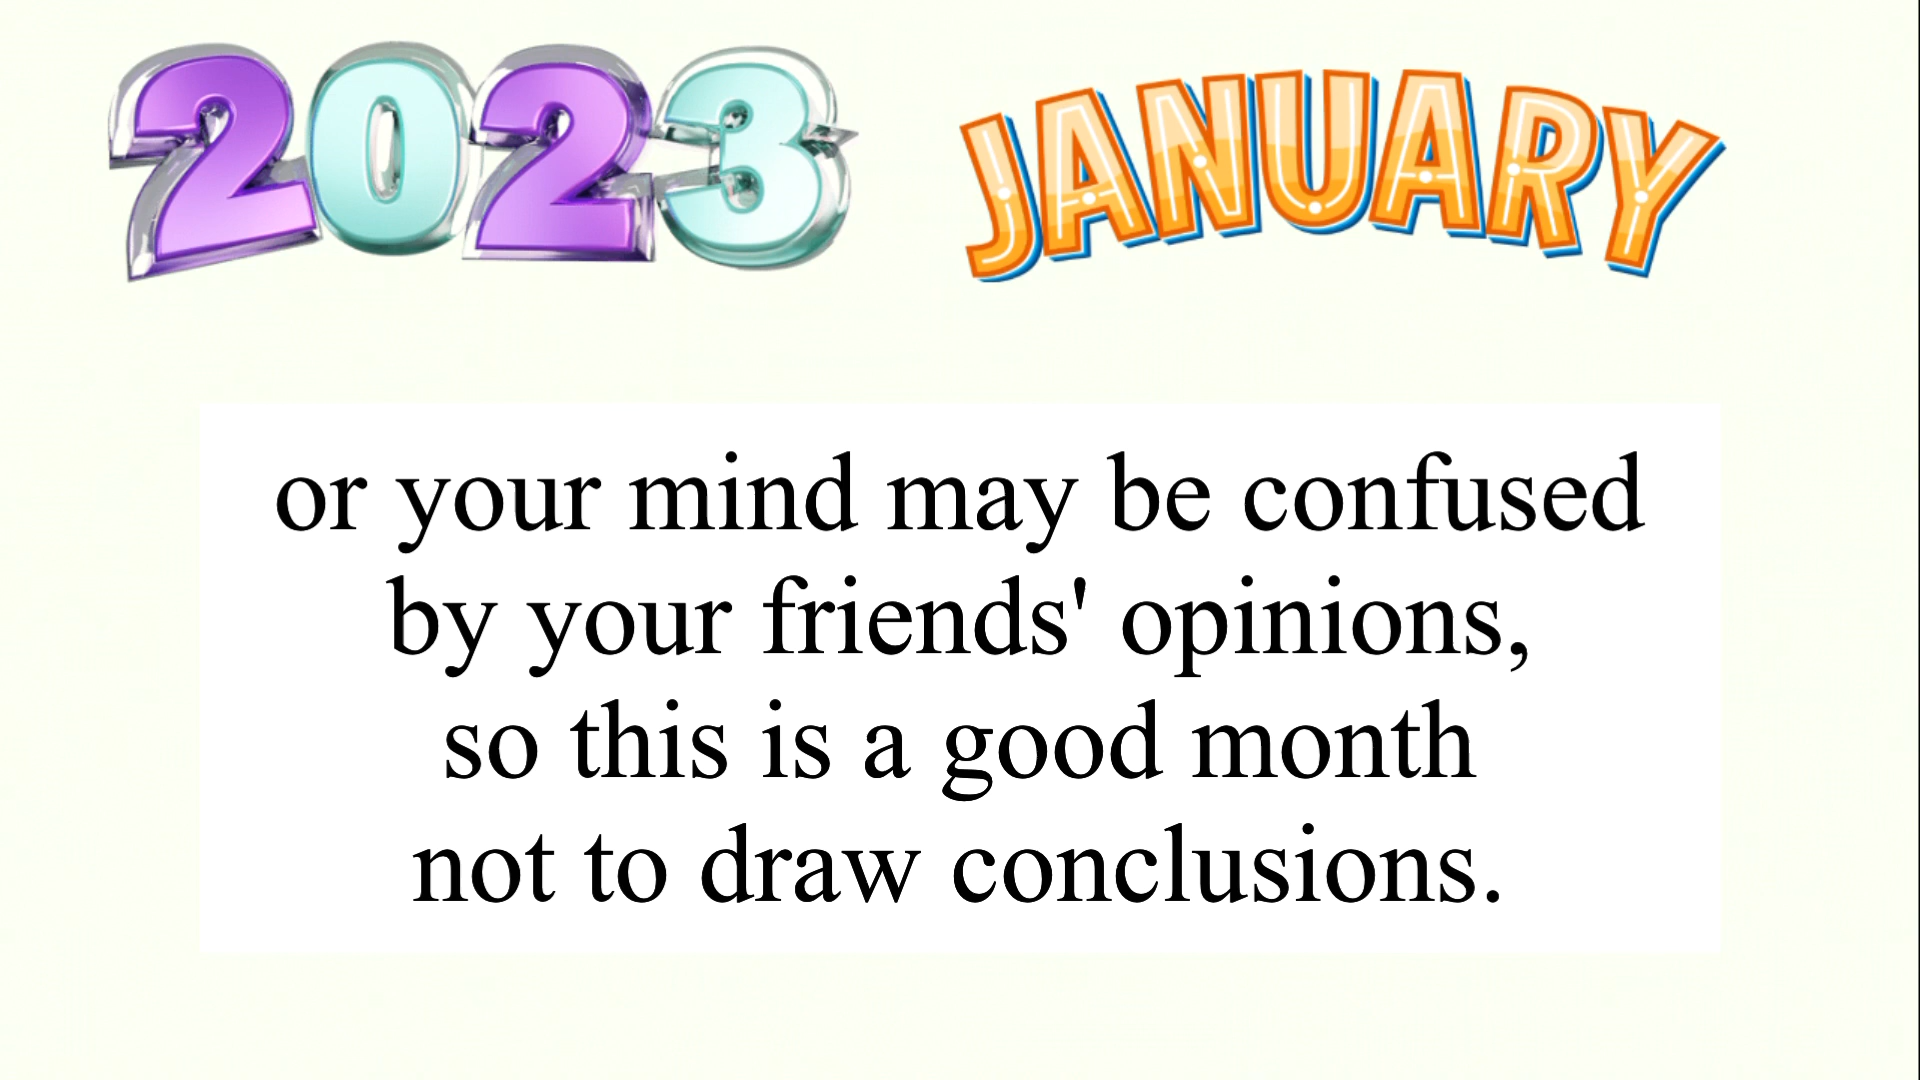 2023 JANUARY
or your mind may be confused
by your friends' opinions,
so this is a good month
not to draw conclusions.